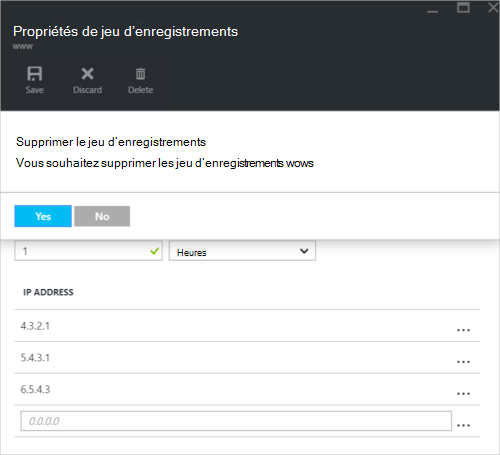 Propriétés de jeu d'enregistrements
www
Save Discard Delete
Supprimer le jeu d'enregistrements
Vous souhaitez supprimer les jeu d'enregistrements wows
Yes No
1 Heures
IP ADDRESS
4.3.2.1 ...
5.4.3.1 ...
6.5.4.3 ...
0.0.0.0 ...